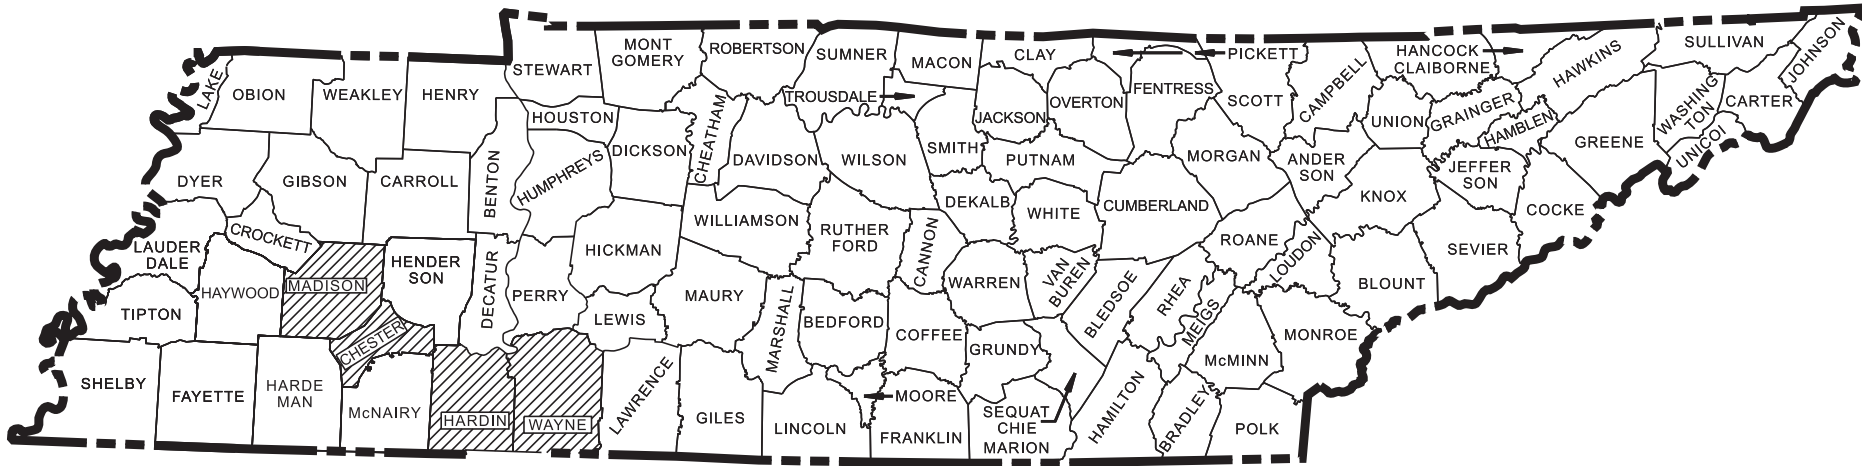 MONT
GOMERY
ROBERTSON
SUMNER
MACON
CLAY
PICKETT
HANCOCK
CLAIBORNE
HAWKINS
SULLIVAN
JOHNSON
STEWART
LAKE
OBION
WEAKLEY
HENRY
TROUSDALE
OVERTON
FENTRESS
SCOTT
CAMPBELL
UNION
GRAINGER
HAMBLEN
WASHING
TON
CARTER
UNICOI
HOUSTON
CHEATHAM
JACKSON
DICKSON
DAVIDSON
WILSON
SMITH
PUTNAM
MORGAN
ANDER
SON
JEFFER
SON
GREENE
DYER
GIBSON
CARROLL
BENTON
HUMPHREYS
KNOX
COCKE
WILLIAMSON
RUTHER
FORD
DEKALB
WHITE
CUMBERLAND
CROCKETT
LAUDER
DALE
HICKMAN
CANNON
ROANE
LOUDON
SEVIER
HENDER
SON
DECATUR
HAYWOOD
MADISON
PERRY
MAURY
WARREN
VAN
BUREN
BLEDSOE
RHEA
MEIGS
BLOUNT
TIPTON
LEWIS
MARSHALL
BEDFORD
COFFEE
GRUNDY
MONROE
CHESTER
McMINN
SHELBY
FAYETTE
HARDE
MAN
McNAIRY
HARDIN
WAYNE
LAWRENCE
GILES
LINCOLN
MOORE
FRANKLIN
SEQUAT
CHIE
MARION
HAMILTON
BRADLEY
POLK